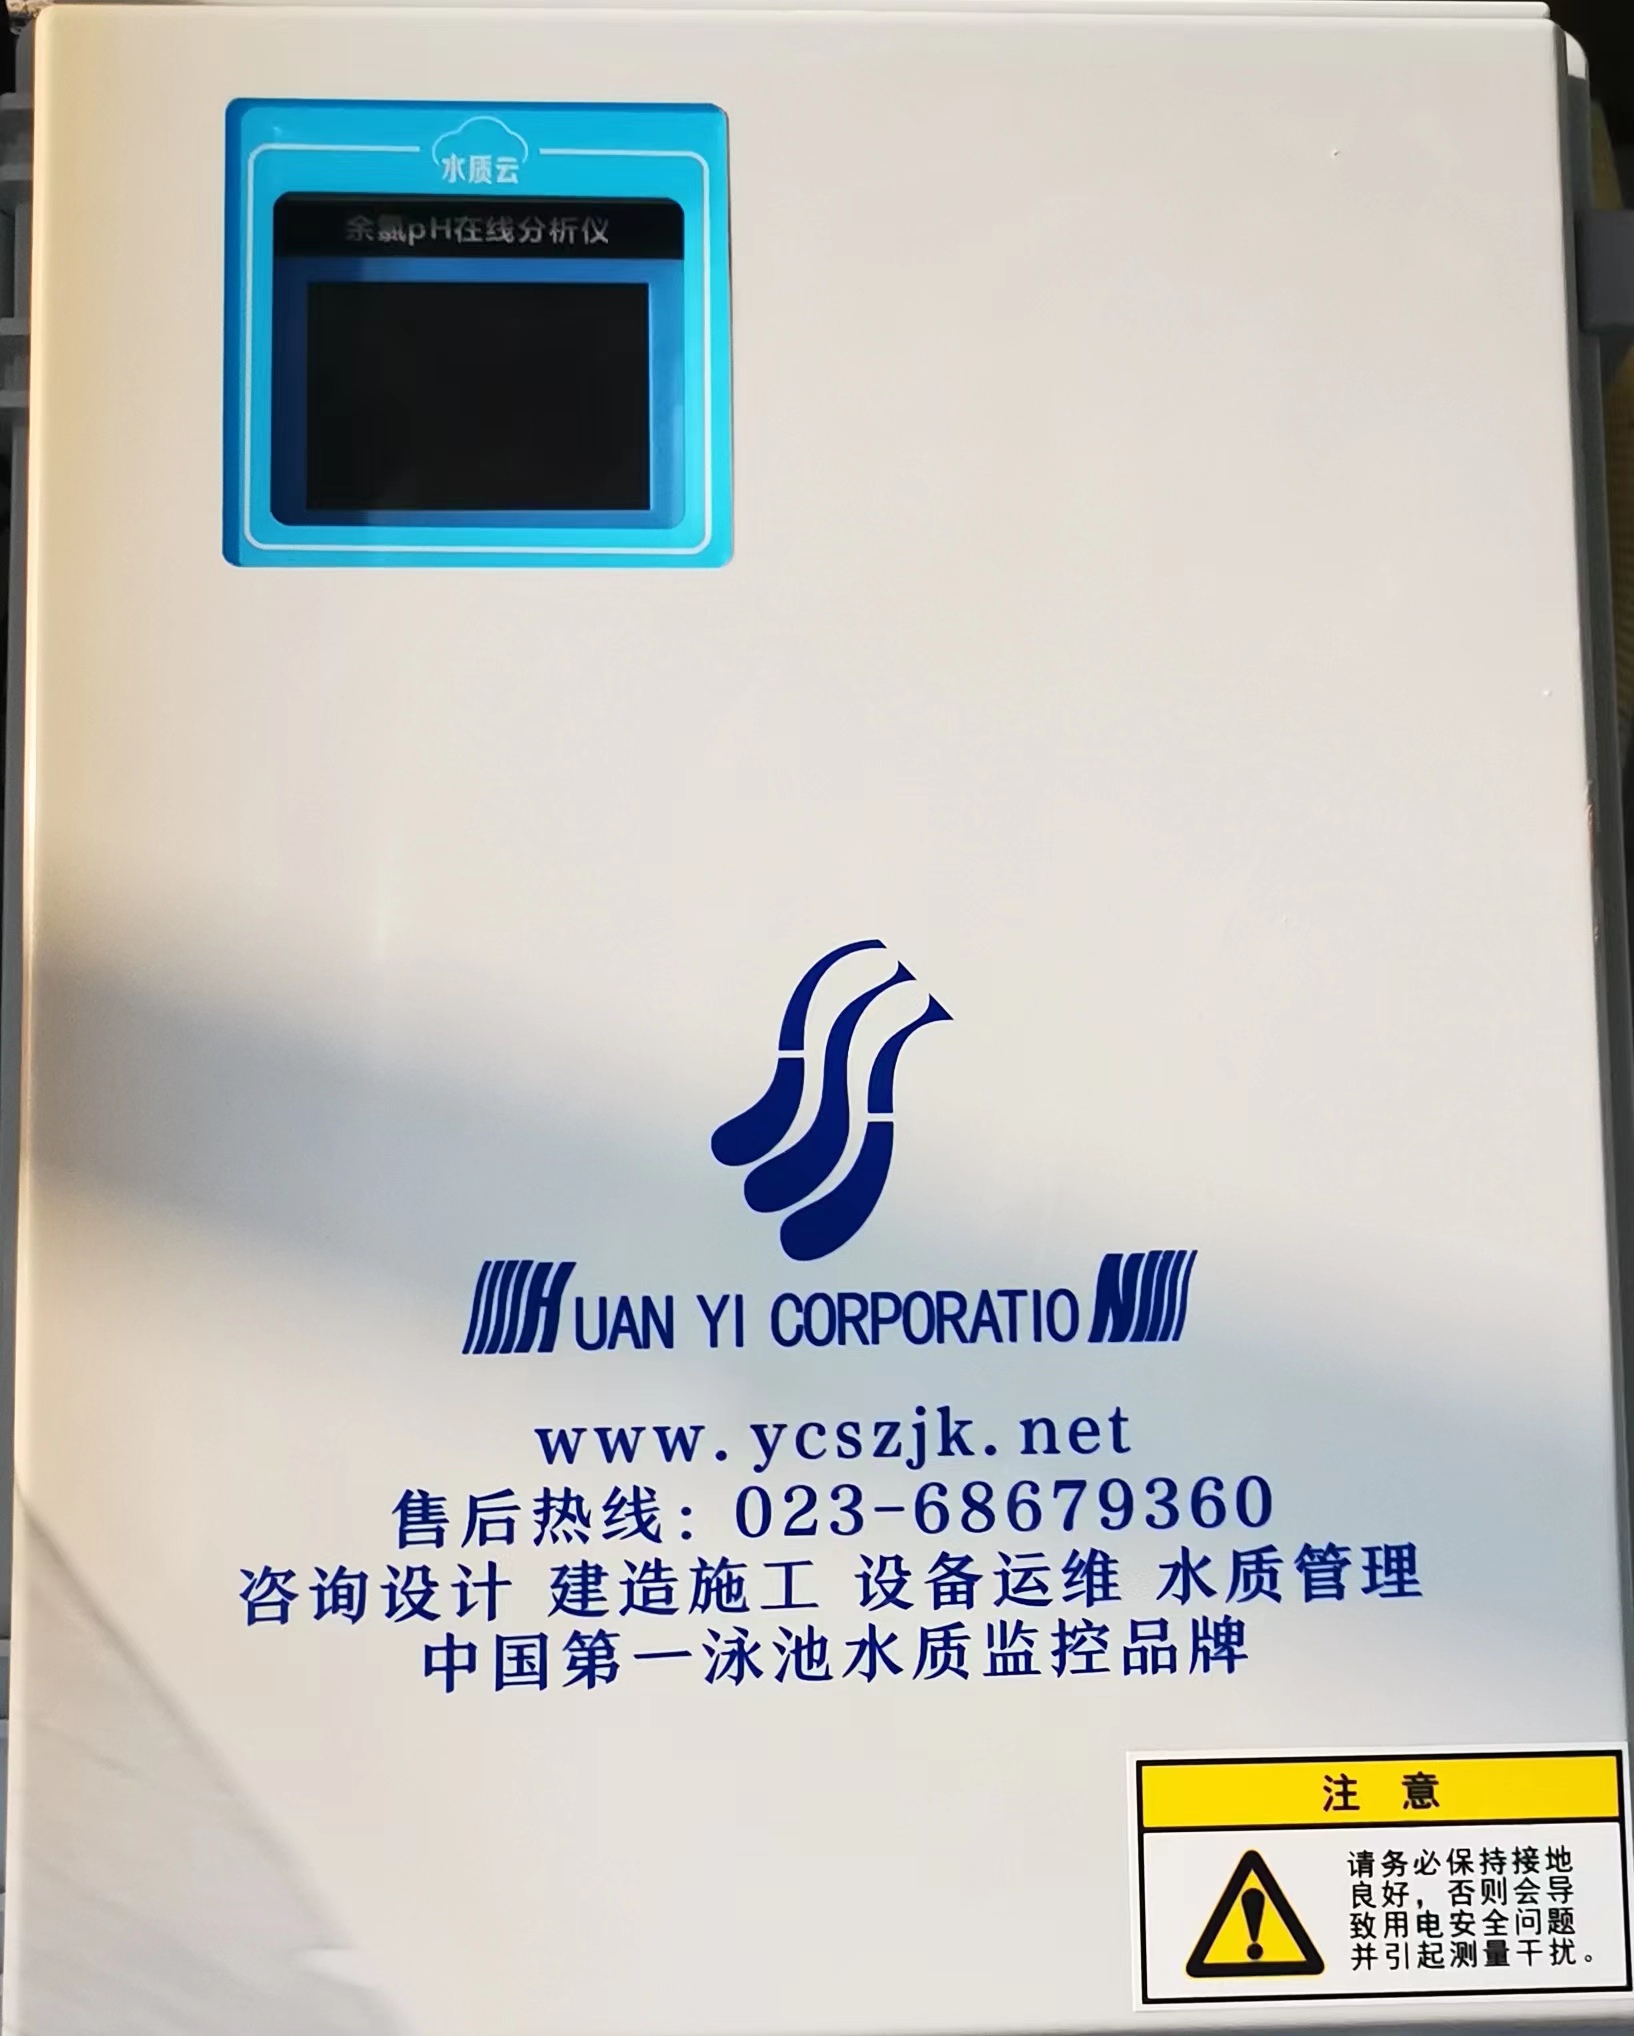 水质云
余氯pH在线分析仪
HUAN YI CORPORATION
www.ycszjk.net
售后热线：023-68679360
咨询设计 建造施工 设备运维 水质管理
中国第一泳池水质监控品牌
注 意
请务必保持接地
良好，否则会导
致用电安全问题
并引起测量干扰。